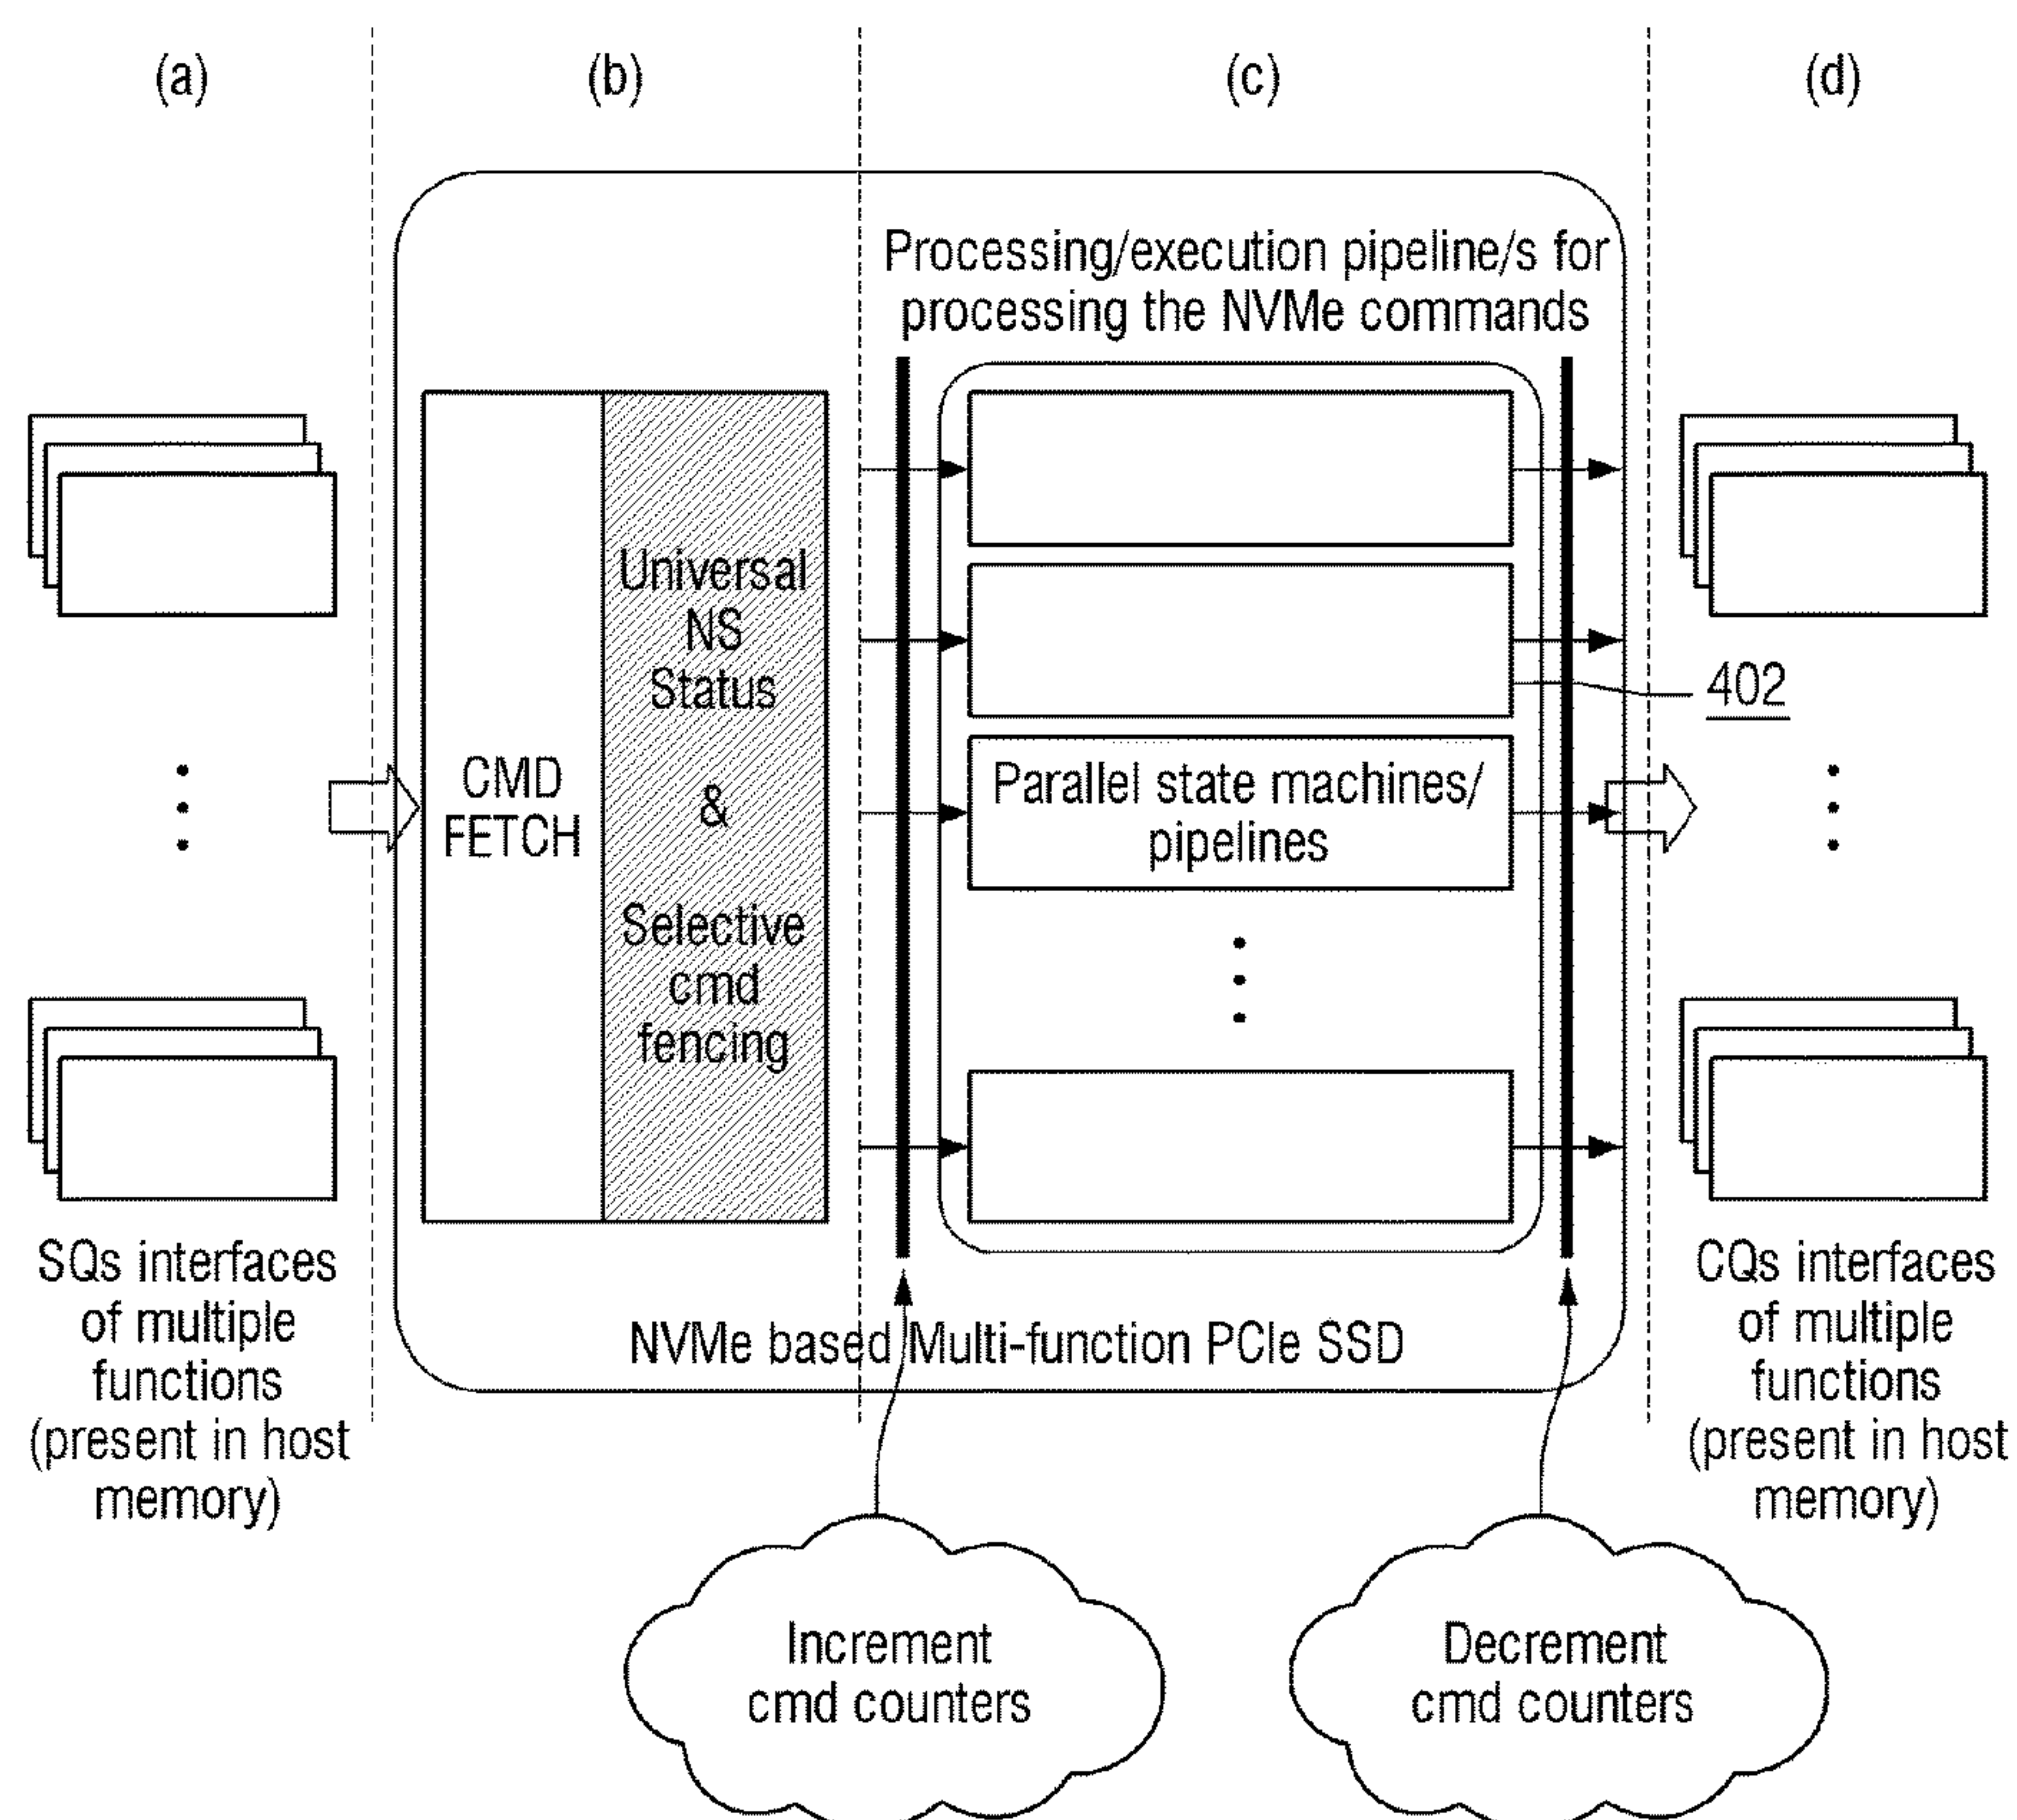 (a)
(b)
(c)
(d)
Processing/execution pipeline/s for
processing the NVMe commands
CMD
FETCH
Universal
NS
Status
&
Selective
cmd
fencing
Parallel state machines/
pipelines
402
SQs interfaces
of multiple
functions
(present in host
memory)
NVMe based Multi-function PCIe SSD
CQs interfaces
of multiple
functions
(present in host
memory)
Increment
cmd counters
Decrement
cmd counters